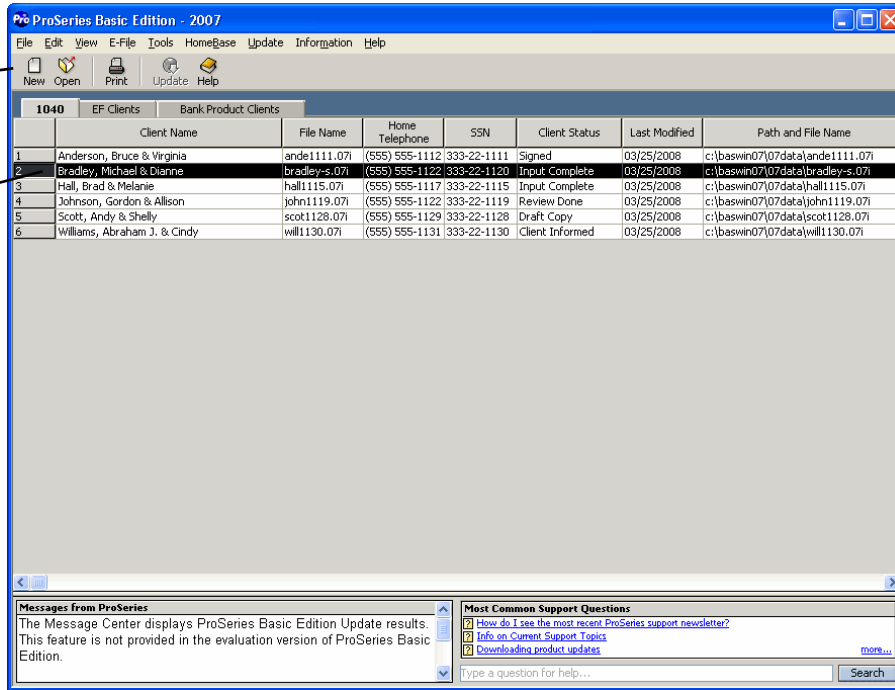 Pro ProSeries Basic Edition - 2007
File Edit View E-File Tools HomeBase Update Information Help
New Open Print Update Help
1040 EF Clients Bank Product Clients
Client Name File Name Home Telephone SSN Client Status Last Modified Path and File Name
1 Anderson, Bruce & Virginia ande1111.07i (555) 555-1112 333-22-1111 Signed 03/25/2008 c:\baswin07\07data\ande1111.07i
2 Bradley, Michael & Dianne bradley-s.07i (555) 555-1122 333-22-1120 Input Complete 03/25/2008 c:\baswin07\07data\bradley-s.07i
3 Hall, Brad & Melanie hall1115.07i (555) 555-1117 333-22-1115 Input Complete 03/25/2008 c:\baswin07\07data\hall1115.07i
4 Johnson, Gordon & Allison john1119.07i (555) 555-1122 333-22-1119 Review Done 03/25/2008 c:\baswin07\07data\john1119.07i
5 Scott, Andy & Shelly scot1128.07i (555) 555-1129 333-22-1128 Draft Copy 03/25/2008 c:\baswin07\07data\scot1128.07i
6 Williams, Abraham J. & Cindy will1130.07i (555) 555-1131 333-22-1130 Client Informed 03/25/2008 c:\baswin07\07data\will1130.07i
Messages from ProSeries
The Message Center displays ProSeries Basic Edition Update results.
This feature is not provided in the evaluation version of ProSeries Basic
Edition.
Most Common Support Questions
? How do I see the most recent ProSeries support newsletter?
? Info on Current Support Topics
? Downloading product updates more...
Type a question for help... Search